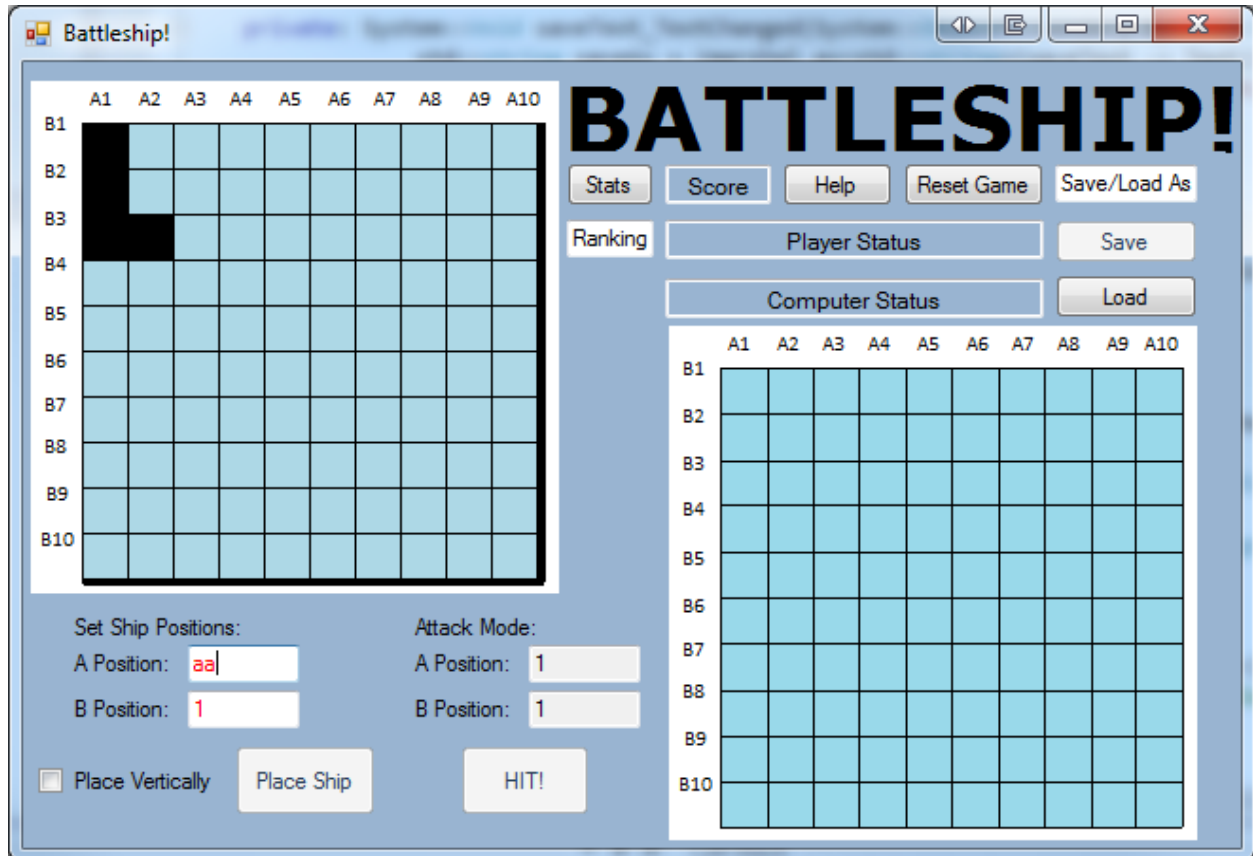 Battleship!
A1 A2 A3 A4 A5 A6 A7 A8 A9 A10
B1
B2
B3
B4
B5
B6
B7
B8
B9
B10
BATTLESHIP!
Stats Score Help Reset Game Save/Load As
Ranking Player Status Save
Computer Status Load
A1 A2 A3 A4 A5 A6 A7 A8 A9 A10
B1
B2
B3
B4
B5
B6
B7
B8
B9
B10
Set Ship Positions:
A Position: aa
B Position: 1
Place Vertically Place Ship
Attack Mode:
A Position: 1
B Position: 1
HIT!